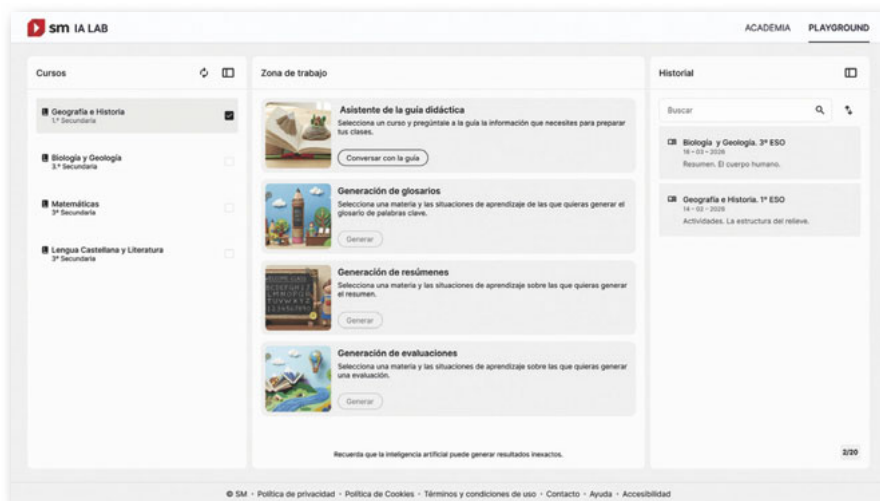 sm IA LAB
ACADEMIA PLAYGROUND
Cursos
Geografía e Historia
1.º Secundaria
Biología y Geología
3.º Secundaria
Matemáticas
3º Secundaria
Lengua Castellana y Literatura
3º Secundaria
Zona de trabajo
Asistente de la guía didáctica
Selecciona un curso y pregúntale a la guía la información que necesites para preparar
tus clases.
Conversar con la guía
Generación de glosarios
Selecciona una materia y las situaciones de aprendizaje de las que quieras generar el
glosario de palabras clave.
Generar
Generación de resúmenes
Selecciona una materia y las situaciones de aprendizaje sobre las que quieras generar
el resumen.
Generar
Generación de evaluaciones
Selecciona una materia y las situaciones de aprendizaje sobre las que quieras generar
una evaluación.
Generar
Recuerda que la inteligencia artificial puede generar resultados inexactos.
Historial
Buscar
Biología y Geología. 3º ESO
16 – 03 – 2026
Resumen. El cuerpo humano.
Geografía e Historia. 1º ESO
14 – 02 – 2026
Actividades. La estructura del relieve.
2/20
© SM · Política de privacidad · Política de Cookies · Términos y condiciones de uso · Contacto · Ayuda · Accesibilidad